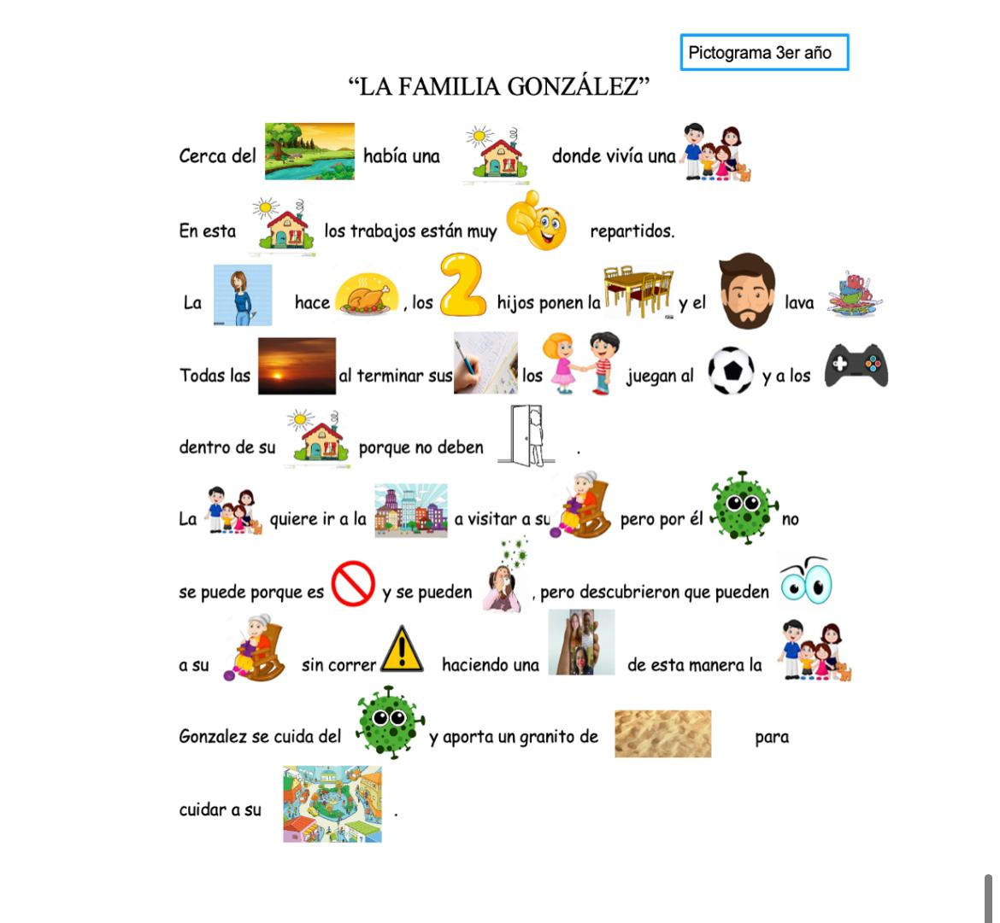 Pictograma 3er año
“LA FAMILIA GONZÁLEZ”
Cerca del había una donde vivía una
En esta los trabajos están muy repartidos.
La hace , los 2 hijos ponen la y el lava
Todas las al terminar sus los juegan al y a los
dentro de su porque no deben .
La quiere ir a la a visitar a su pero por él no
se puede porque es y se pueden , pero descubrieron que pueden
a su sin correr haciendo una de esta manera la
Gonzalez se cuida del y aporta un granito de para
cuidar a su .